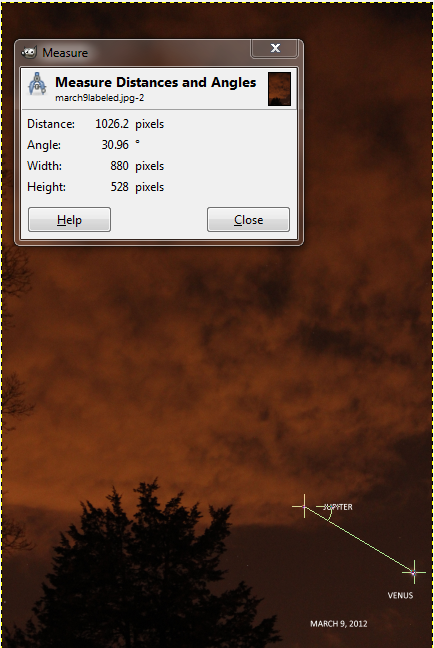 Measure
Measure Distances and Angles
march9labeled.jpg-2
Distance: 1026.2 pixels
Angle: 30.96 °
Width: 880 pixels
Height: 528 pixels
Help Close
JUPITER
VENUS
MARCH 9, 2012